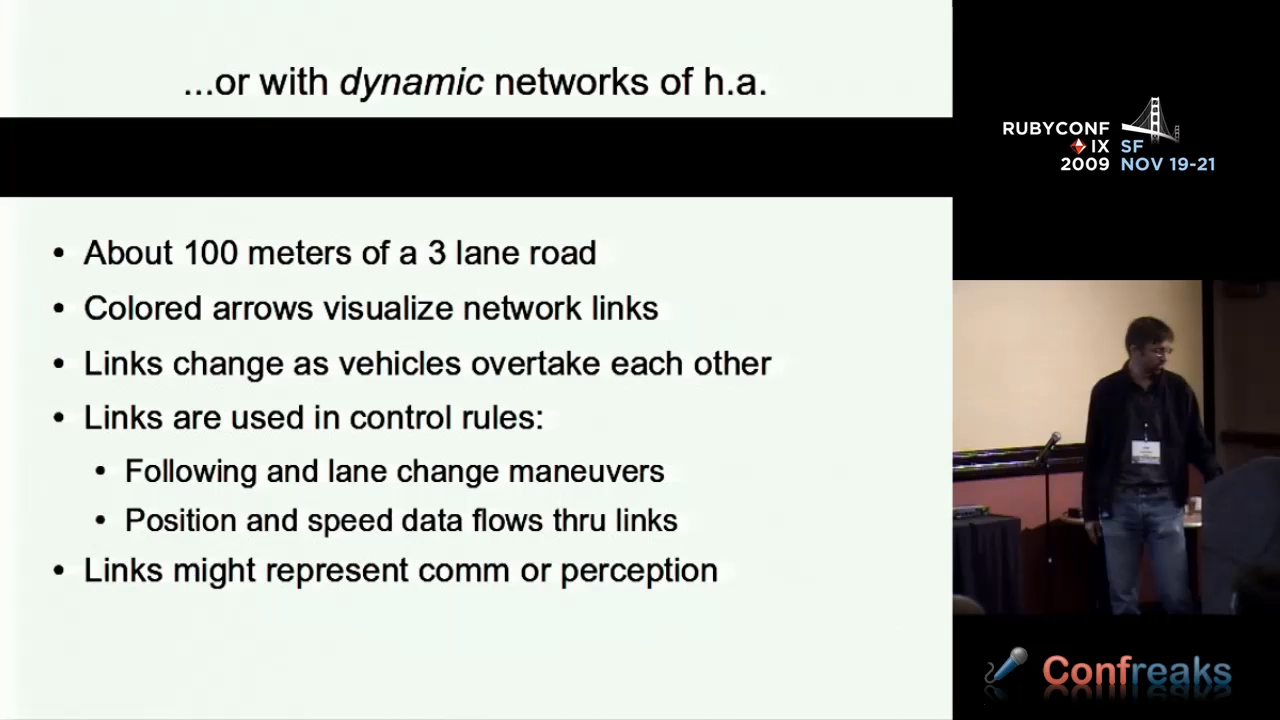 ...or with dynamic networks of h.a.
• About 100 meters of a 3 lane road
• Colored arrows visualize network links
• Links change as vehicles overtake each other
• Links are used in control rules:
• Following and lane change maneuvers
• Position and speed data flows thru links
• Links might represent comm or perception
RUBYCONF
IX SF
2009 NOV 19-21
Confreaks